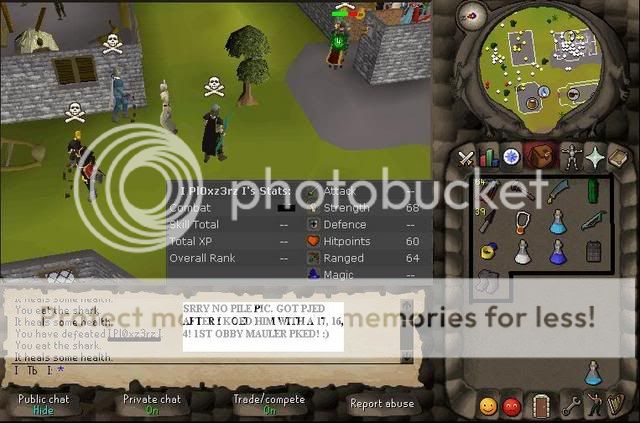 64
39
photobucket
I Pl0xz3rz I's Stats:
Attack --
Combat
Strength 68
Skill Total --
Defence --
Total XP --
Hitpoints 60
Overall Rank --
Ranged 64
Magic --
Protect more of your memories for less!
It heals some health.
You eat the shark.
It heals some health.
You have defeated I Pl0xz3rz I
You eat the shark.
It heals some health.
SRRY NO PILE PIC. GOT PJED
AFTER I KOED HIM WITH A 17, 16,
4! 1ST OBBY MAULER PKED! :)
I Tb I: *
Public chat
Hide
Private chat
On
Trade/compete
On
Report abuse